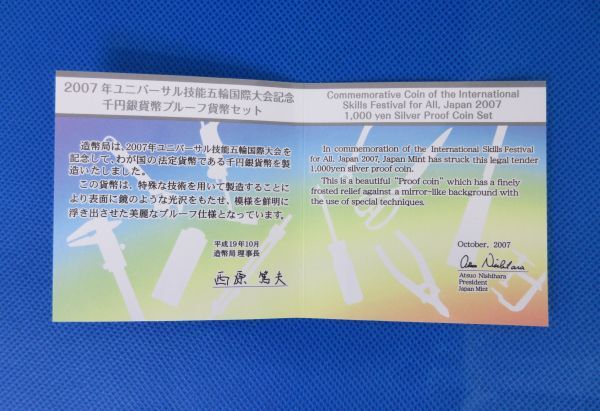 2007年ユニバーサル技能五輪国際大会記念
千円銀貨幣プルーフ貨幣セット
造幣局は、2007年ユニバーサル技能五輪国際大会を
記念して、わが国の法定貨幣である千円銀貨幣を製
造いたしました。
この貨幣は、特殊な技術を用いて製造することに
より表面に鏡のような光沢をもたせ、模様を鮮明に
浮き出させた美麗なプルーフ仕様となっています。
平成19年10月
造幣局理事長
西原篤夫
Commemorative Coin of the International
Skills Festival for All, Japan 2007
1,000 yen Silver Proof Coin Set
In commemoration of the International Skills Festival
for All, Japan 2007, Japan Mint has struck this legal tender
1,000yen silver proof coin.
This is a beautiful "Proof coin" which has a finely
frosted relief against a mirror-like background with
the use of special techniques.
October, 2007
Atsuo Nishihara
Atsuo Nishihara
President
Japan Mint